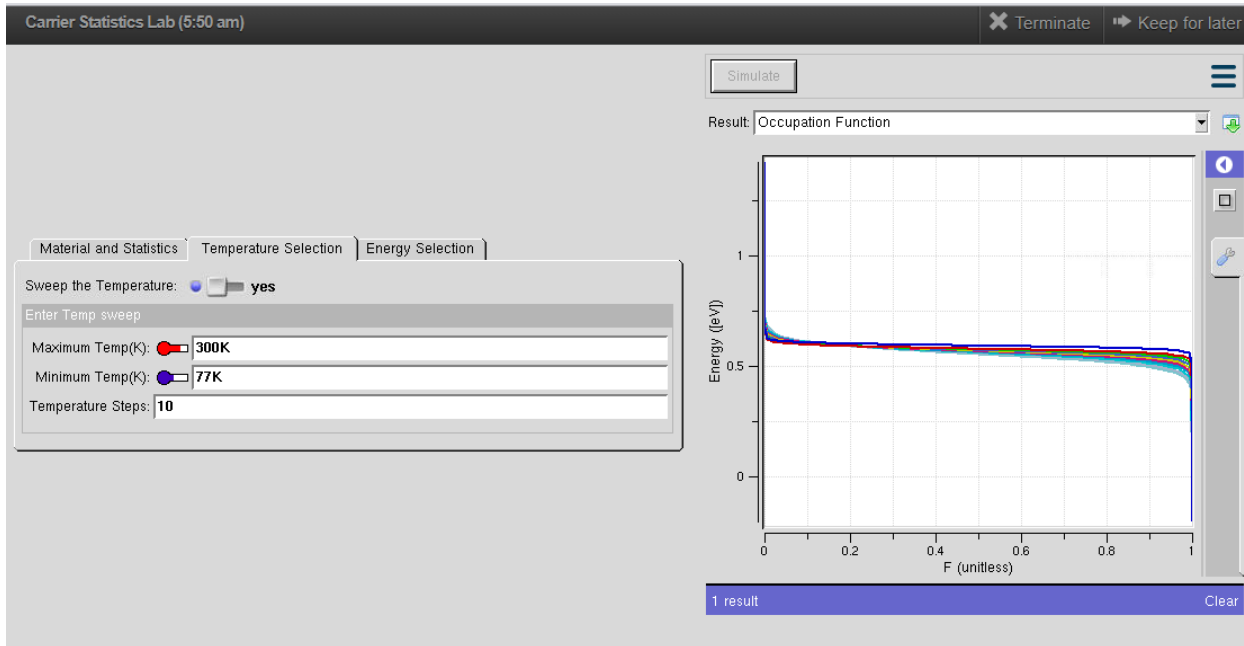 Carrier Statistics Lab (5:50 am)
Terminate
Keep for later
Simulate
Result: Occupation Function
Material and Statistics
Temperature Selection
Energy Selection
Sweep the Temperature: yes
Enter Temp sweep
Maximum Temp(K): 300K
Minimum Temp(K): 77K
Temperature Steps: 10
Energy ([eV])
1
0.5
0
0 0.2 0.4 0.6 0.8 1
F (unitless)
1 result
Clear